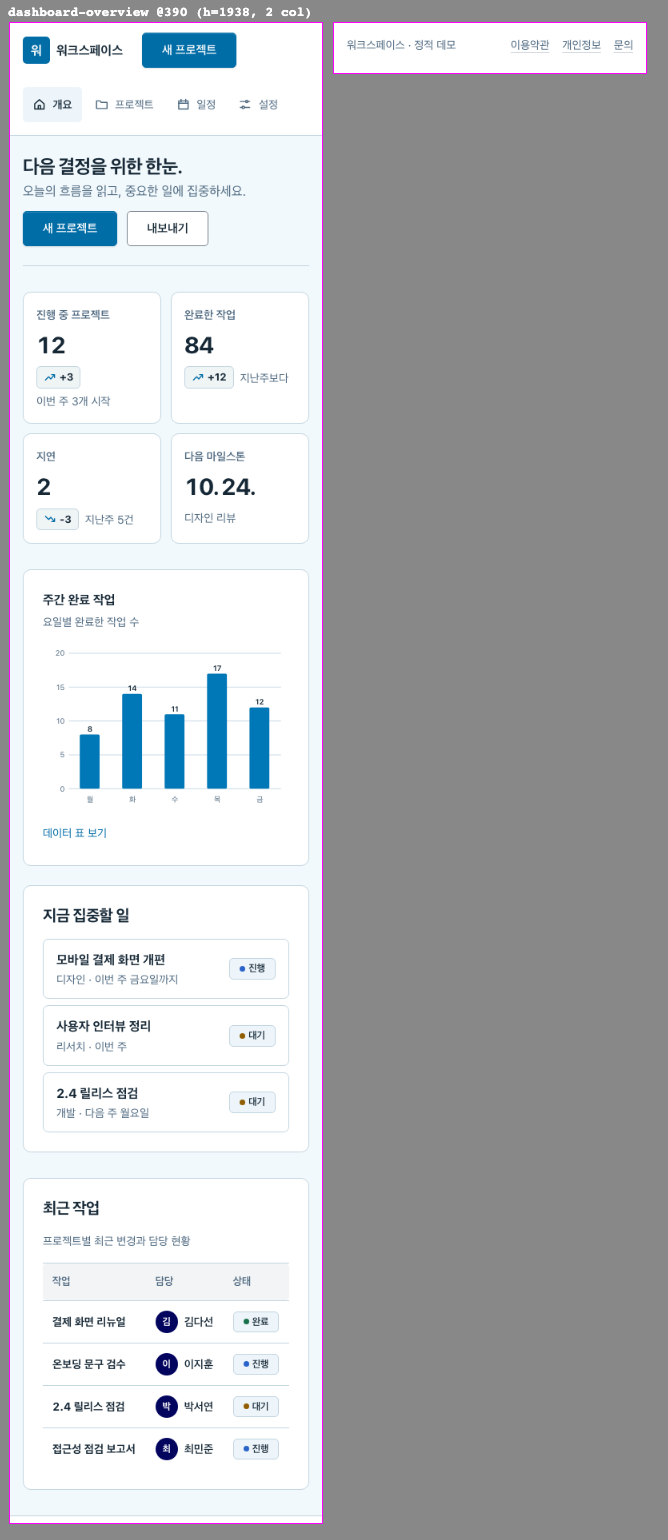 dashboard-overview @390 (h=1938, 2 col)
위 워크스페이스 새 프로젝트
개요 프로젝트 일정 설정
다음 결정을 위한 한눈.
오늘의 흐름을 읽고, 중요한 일에 집중하세요.
새 프로젝트 내보내기
진행 중 프로젝트
12
+3
이번 주 3개 시작
완료한 작업
84
+12 지난주보다
지연
2
-3 지난주 5건
다음 마일스톤
10.24.
디자인 리뷰
주간 완료 작업
요일별 완료한 작업 수
20
15
10
5
0
8
14
11
17
12
월 화 수 목 금
데이터 표 보기
지금 집중할 일
모바일 결제 화면 개편
디자인 · 이번 주 금요일까지
진행
사용자 인터뷰 정리
리서치 · 이번 주
대기
2.4 릴리스 점검
개발 · 다음 주 월요일
대기
최근 작업
프로젝트별 최근 변경과 담당 현황
작업 담당 상태
결제 화면 리뉴얼 김 김다선 완료
온보딩 문구 검수 이 이지훈 진행
2.4 릴리스 점검 박 박서연 대기
접근성 점검 보고서 최 최민준 진행
워크스페이스 · 정적 데모 이용약관 개인정보 문의